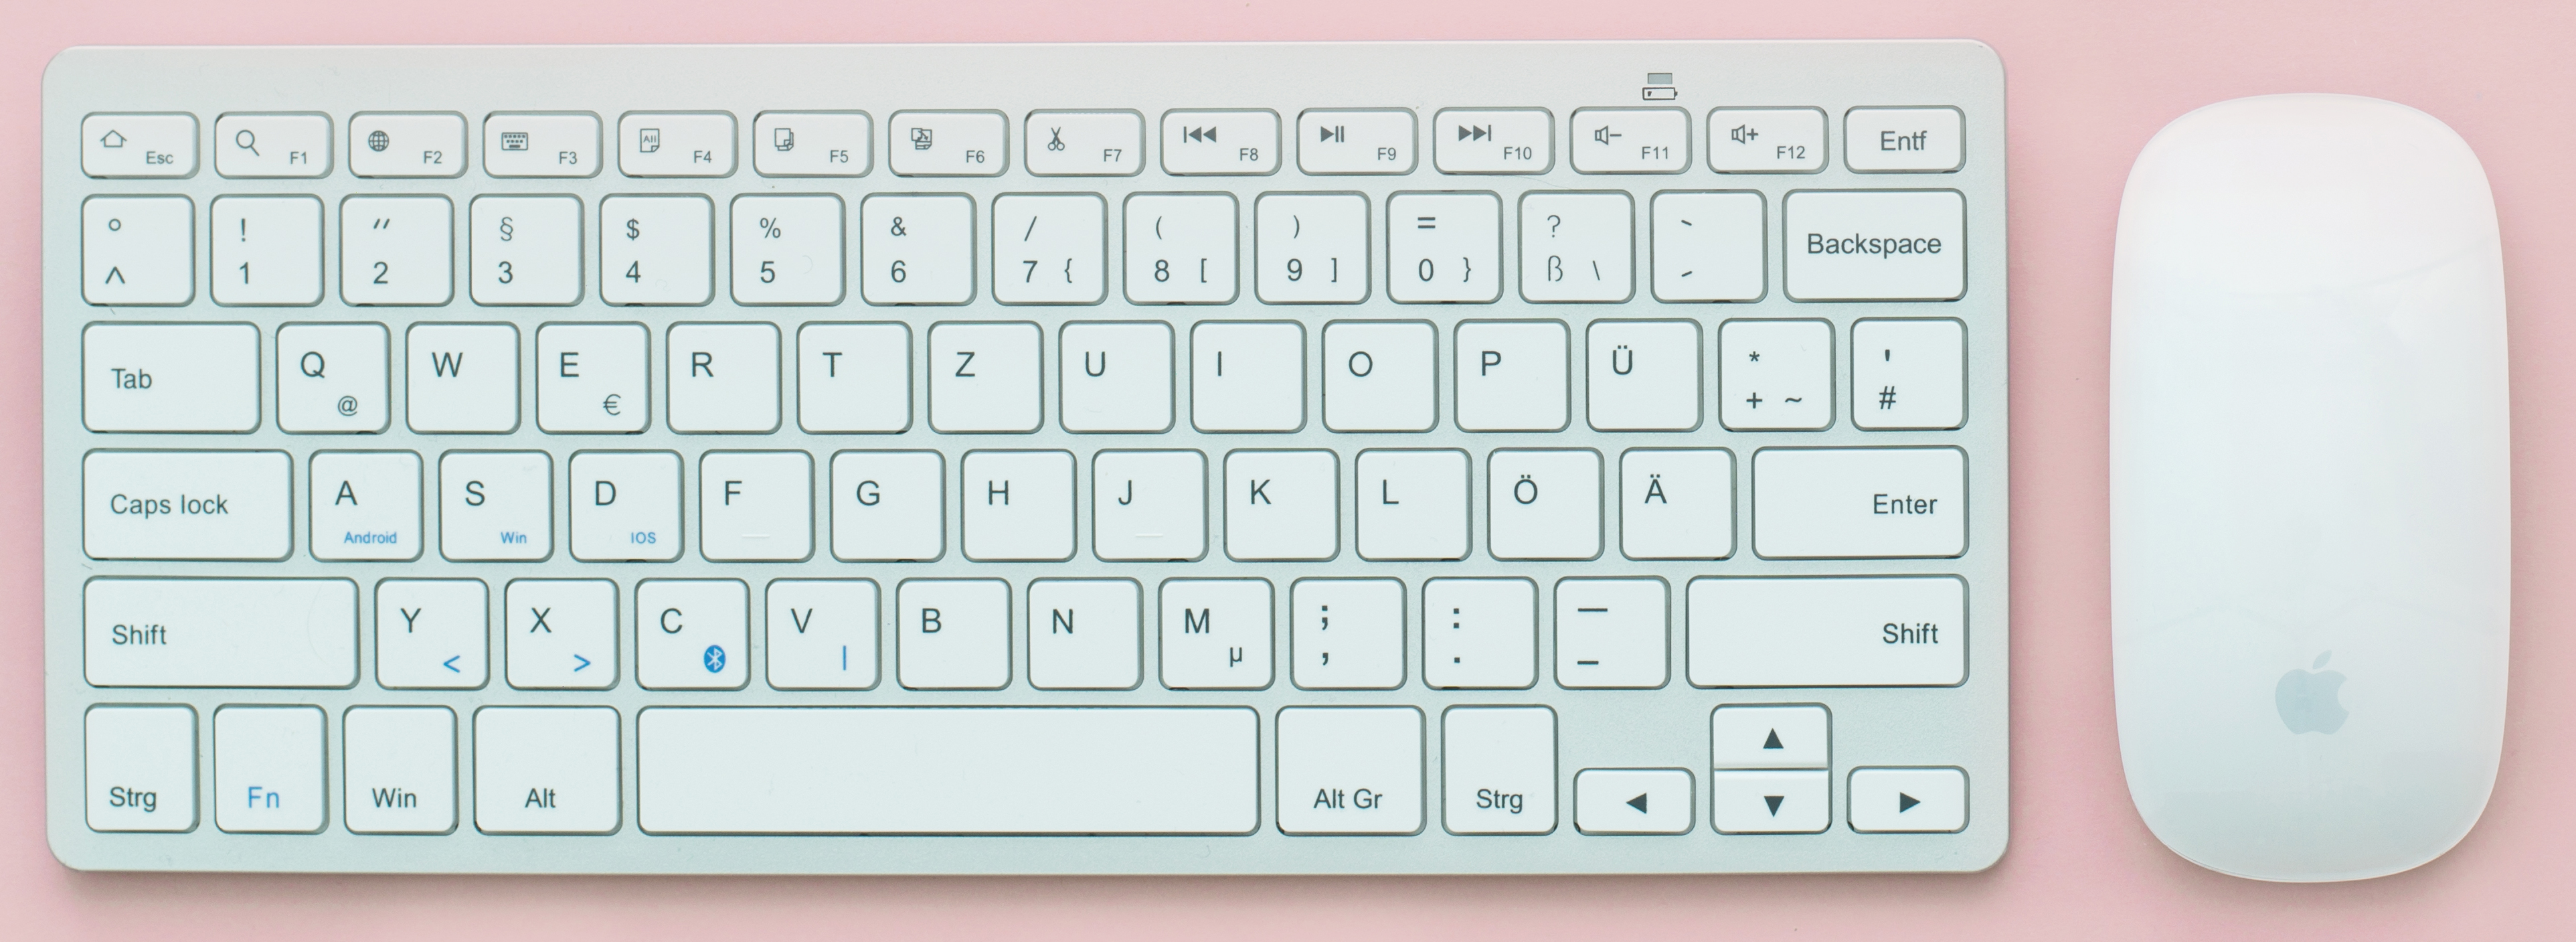 Esc F1 F2 F3 All F4 F5 F6 F7 F8 F9 F10 - F11 + F12 Entf
° ! " § $ % & / ( ) = ? `
^ 1 2 3 4 5 6 7 { 8 [ 9 ] 0 } ß \ ´ Backspace
Tab Q @ W E € R T Z U I O P Ü * + ~ ' #
Caps lock A Android S Win D IOS F G H J K L Ö Ä Enter
Shift Y < X > C V | B N M µ ; , : . — _ Shift
Strg Fn Win Alt Alt Gr Strg ◀ ▲ ▼ ▶